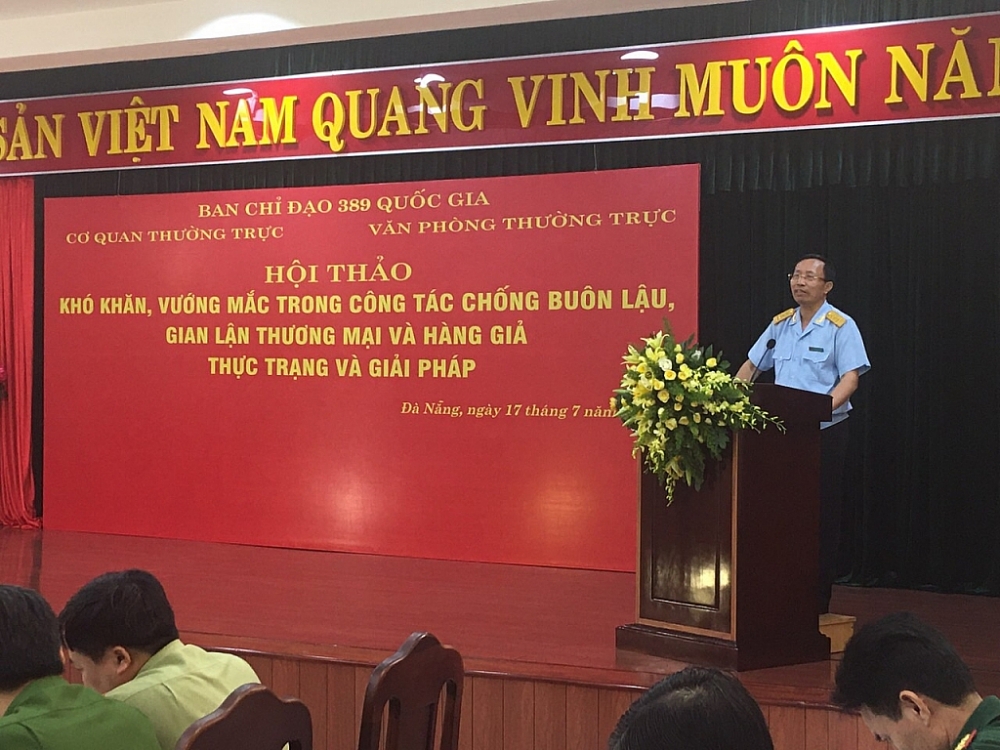 SẢN VIỆT NAM QUANG VINH MUÔN NĂ
BAN CHỈ ĐẠO 389 QUỐC GIA
CƠ QUAN THƯỜNG TRỰC VĂN PHÒNG THƯỜNG TRỰC
HỘI THẢO
KHÓ KHĂN, VƯỚNG MẮC TRONG CÔNG TÁC CHỐNG BUÔN LẬU,
GIAN LẬN THƯƠNG MẠI VÀ HÀNG GIẢ
THỰC TRẠNG VÀ GIẢI PHÁP
Đà Nẵng, ngày 17 tháng 7 năm